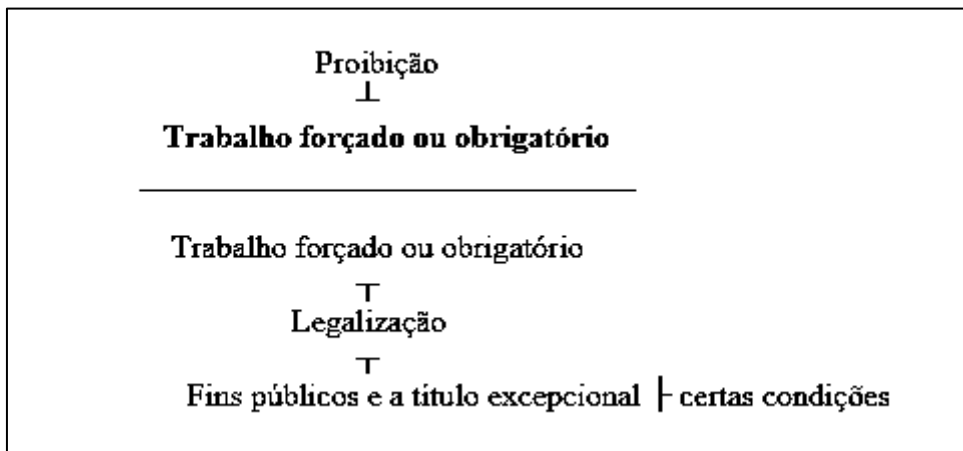 Proibição
⊥
Trabalho forçado ou obrigatório
Trabalho forçado ou obrigatório
⊤
Legalização
⊤
Fins públicos e a título excepcional ├ certas condições